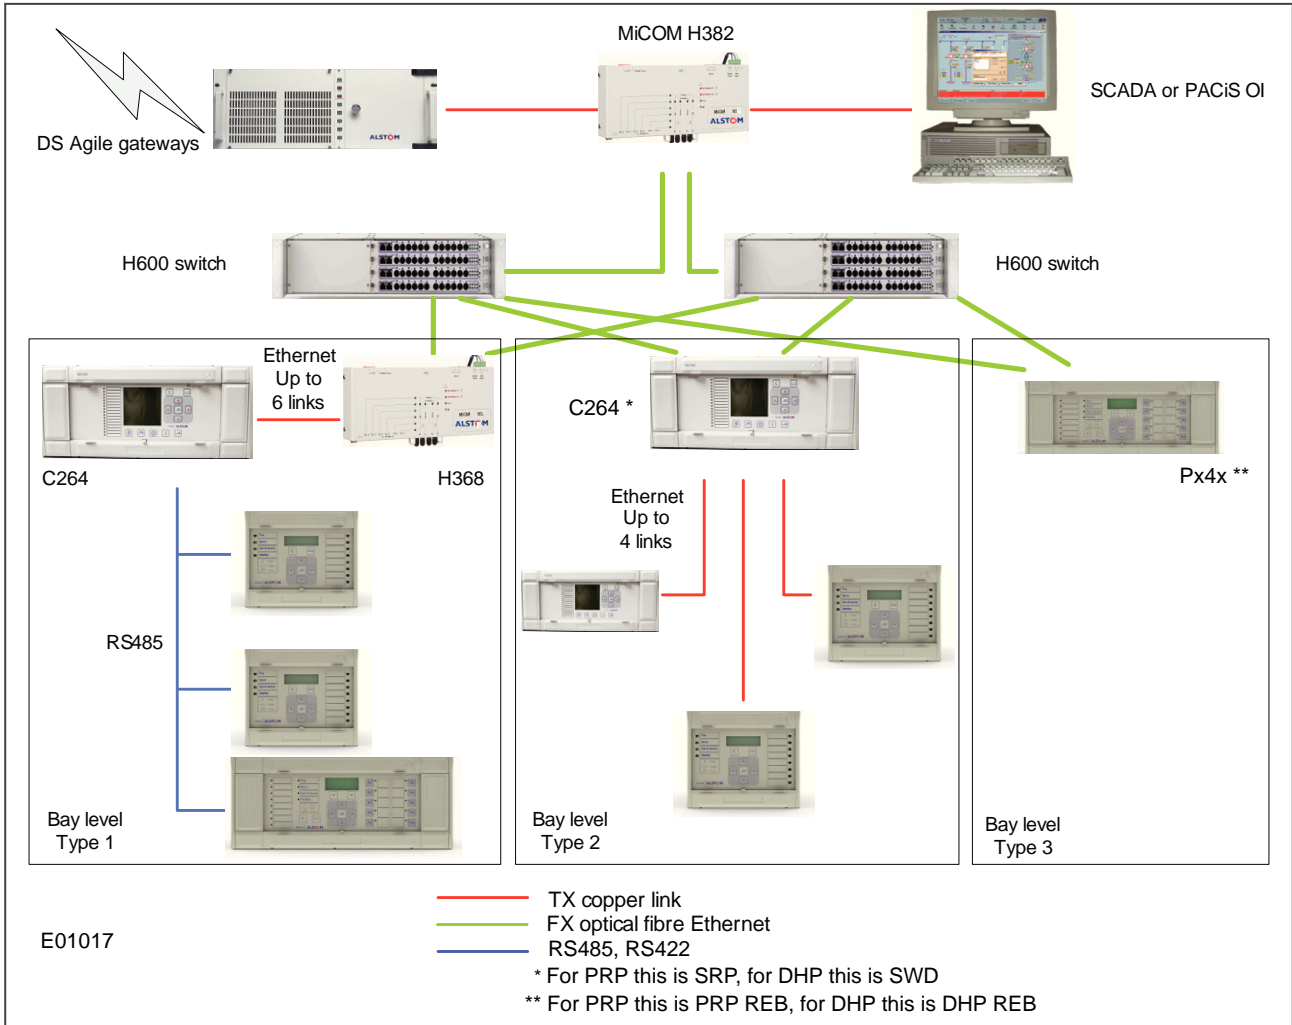 MiCOM H382
SCADA or PACiS OI
ALSTOM
DS Agile gateways
H600 switch
H600 switch
Ethernet
Up to
6 links
ALSTOM
C264 *
C264
H368
Px4x **
Ethernet
Up to
4 links
RS485
Bay level
Type 1
Bay level
Type 2
Bay level
Type 3
TX copper link
FX optical fibre Ethernet
RS485, RS422
E01017
* For PRP this is SRP, for DHP this is SWD
** For PRP this is PRP REB, for DHP this is DHP REB